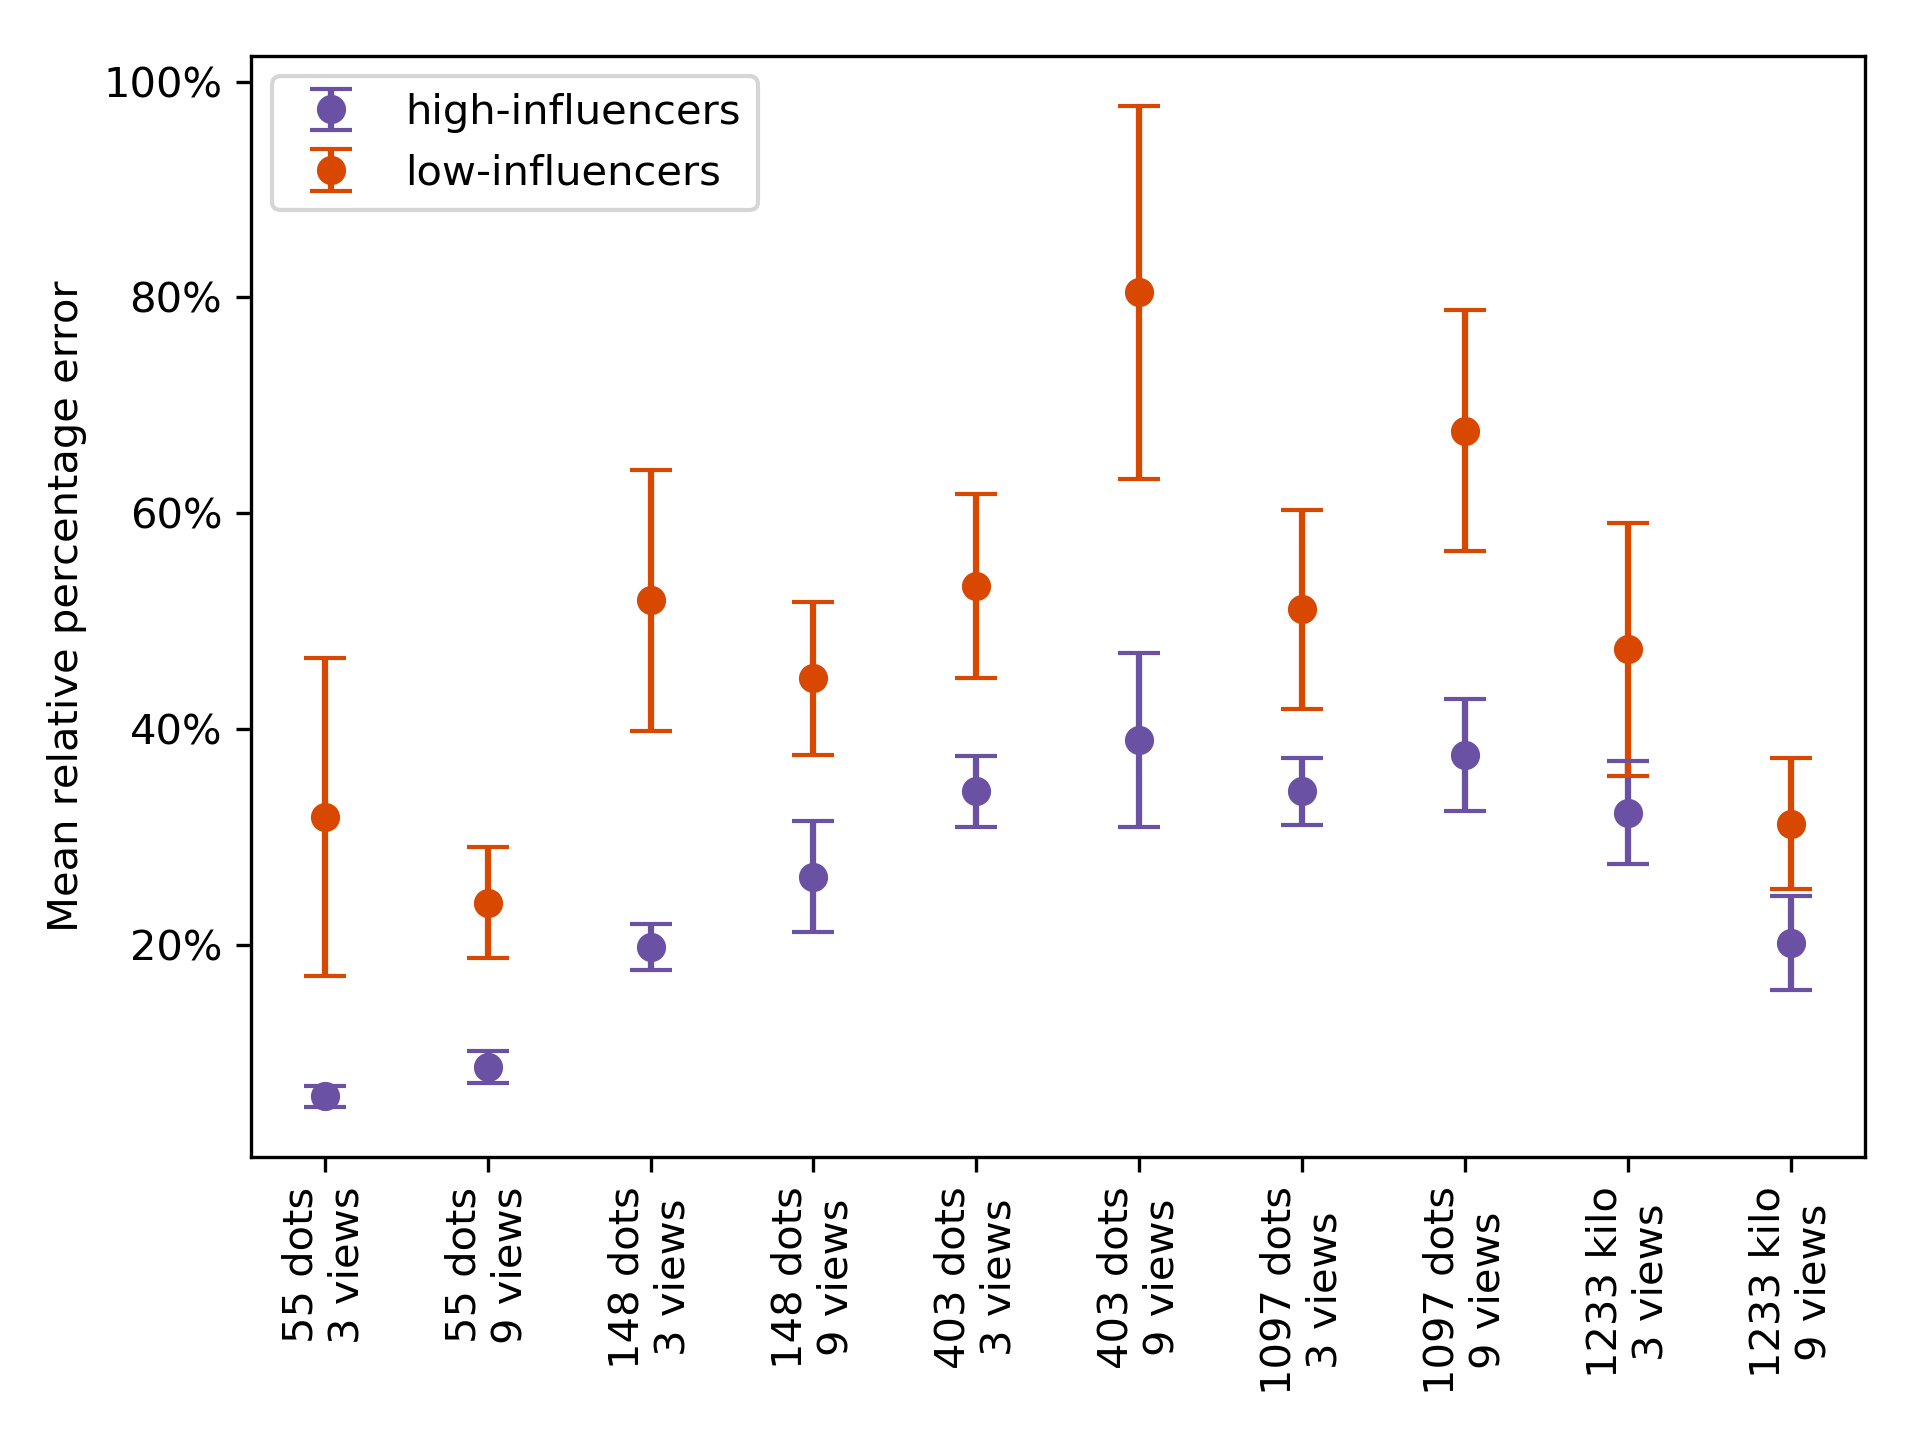 100%
80%
60%
40%
20%
Mean relative percentage error
high-influencers
low-influencers
55 dots
3 views
55 dots
9 views
148 dots
3 views
148 dots
9 views
403 dots
3 views
403 dots
9 views
1097 dots
3 views
1097 dots
9 views
1233 kilo
3 views
1233 kilo
9 views